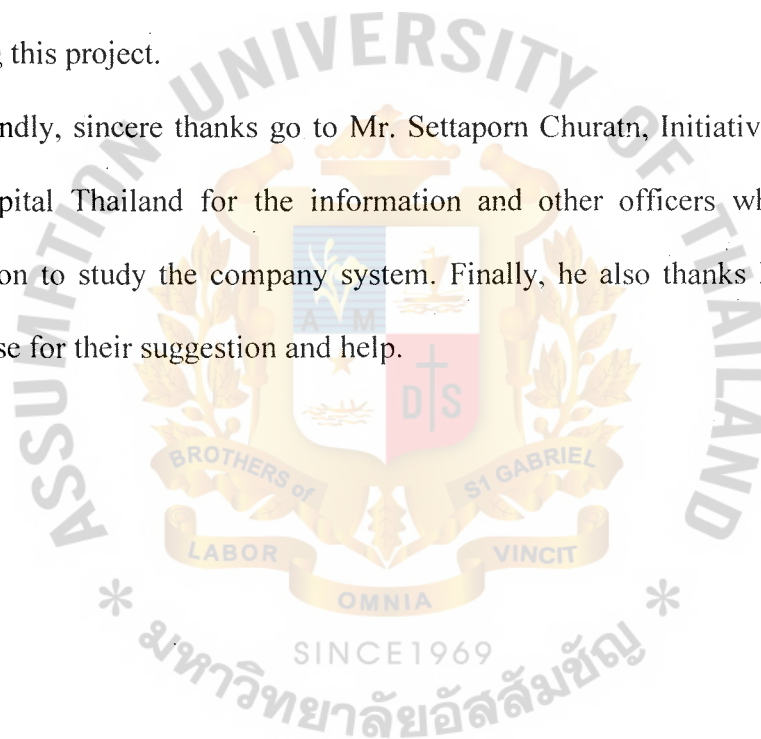 this project.
ndly, sincere thanks go to Mr. Settaporn Churatn, Initiativ
pital Thailand for the information and other officers wh
on to study the company system. Finally, he also thanks
se for their suggestion and help.
ASSUMPTION UNIVERSITY OF THAILAND
A M
D S
BROTHERS of ST GABRIEL
LABOR
VINCIT
OMNIA
SINCE1969
มหาวิทยาลัยอัสสัมชัญ